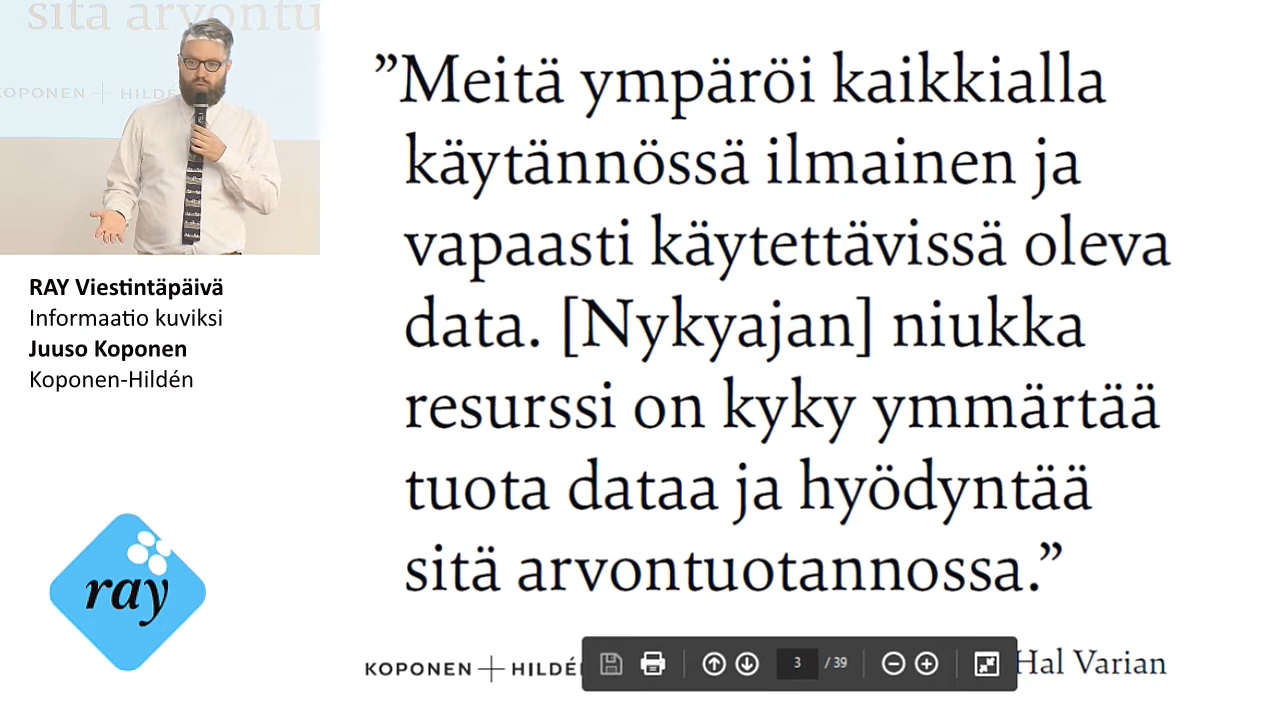 sitä arvontu
KOPONEN + HILDÉ
RAY Viestintäpäivä
Informaatio kuviksi
Juuso Koponen
Koponen-Hildén
ray
”Meitä ympäröi kaikkialla
käytännössä ilmainen ja
vapaasti käytettävissä oleva
data. [Nykyajan] niukka
resurssi on kyky ymmärtää
tuota dataa ja hyödyntää
sitä arvontuotannossa.”
KOPONEN + HILDÉ
3 / 39
Hal Varian